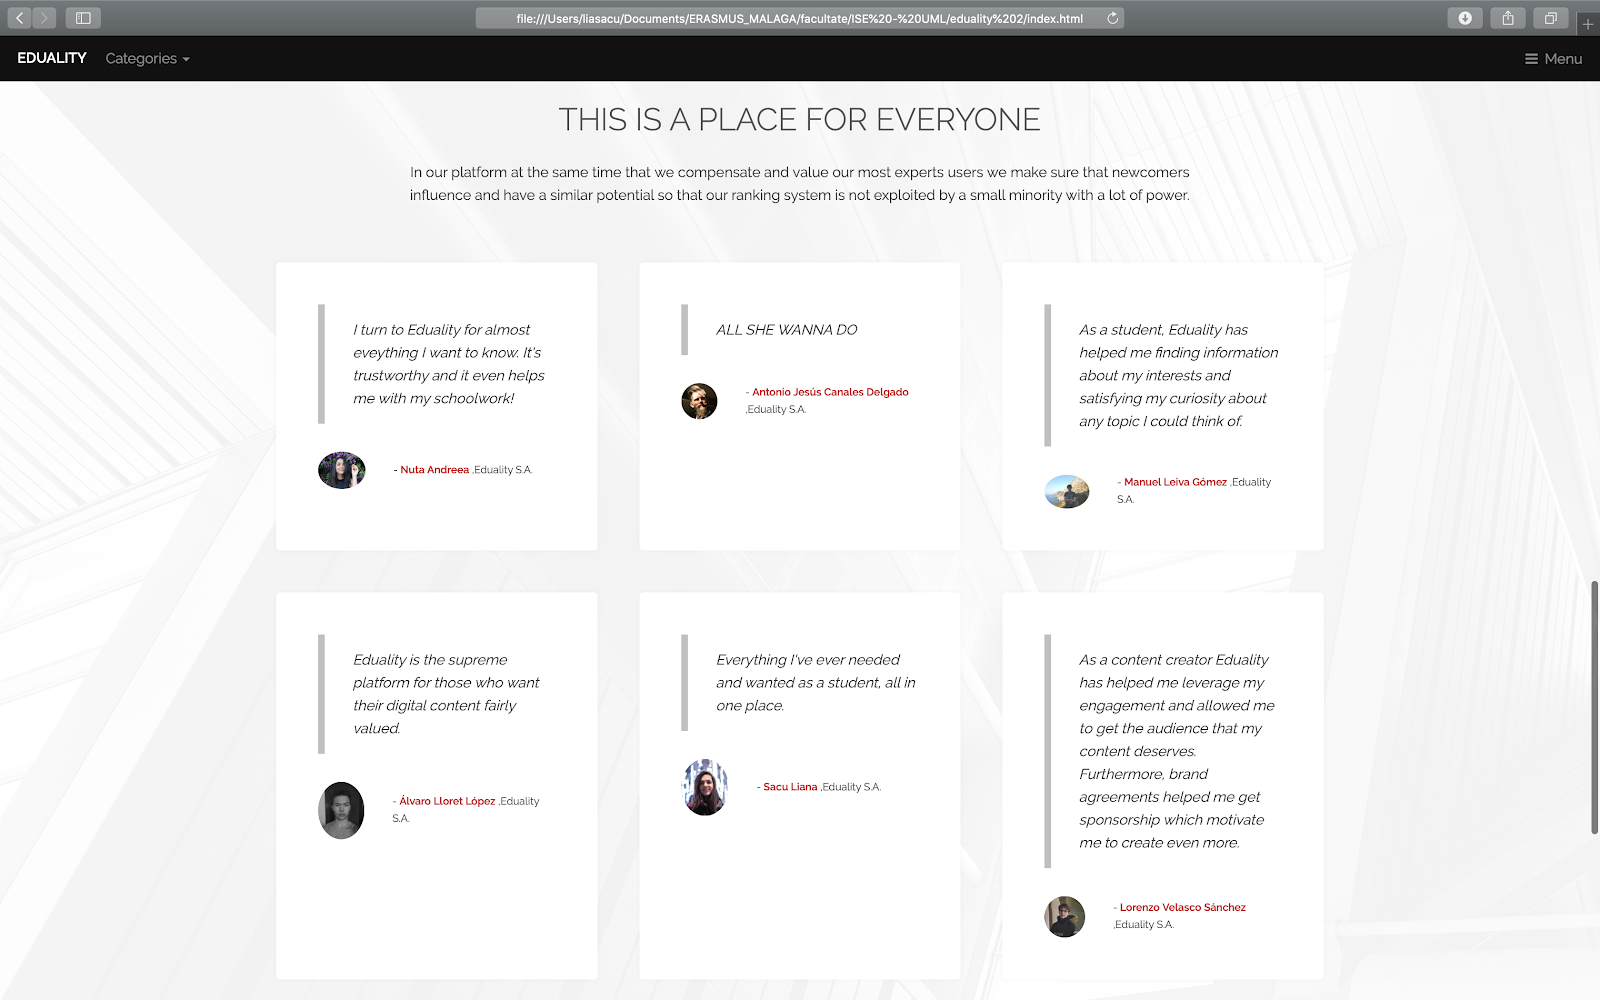 file:///Users/liasacu/Documents/ERASMUS_MALAGA/facultate/ISE%20-%20UML/eduality%202/index.html
EDUALITY Categories Menu
THIS IS A PLACE FOR EVERYONE
In our platform at the same time that we compensate and value our most experts users we make sure that newcomers
influence and have a similar potential so that our ranking system is not exploited by a small minority with a lot of power.
I turn to Eduality for almost
eveything I want to know. It's
trustworthy and it even helps
me with my schoolwork!
- Nuta Andreea ,Eduality S.A.
ALL SHE WANNA DO
- Antonio Jesús Canales Delgado
,Eduality S.A.
As a student, Eduality has
helped me finding information
about my interests and
satisfying my curiosity about
any topic I could think of.
- Manuel Leiva Gómez ,Eduality
S.A.
Eduality is the supreme
platform for those who want
their digital content fairly
valued.
- Álvaro Lloret López ,Eduality
S.A.
Everything I've ever needed
and wanted as a student, all in
one place.
- Sacu Liana ,Eduality S.A.
As a content creator Eduality
has helped me leverage my
engagement and allowed me
to get the audience that my
content deserves.
Furthermore, brand
agreements helped me get
sponsorship which motivate
me to create even more.
- Lorenzo Velasco Sánchez
,Eduality S.A.